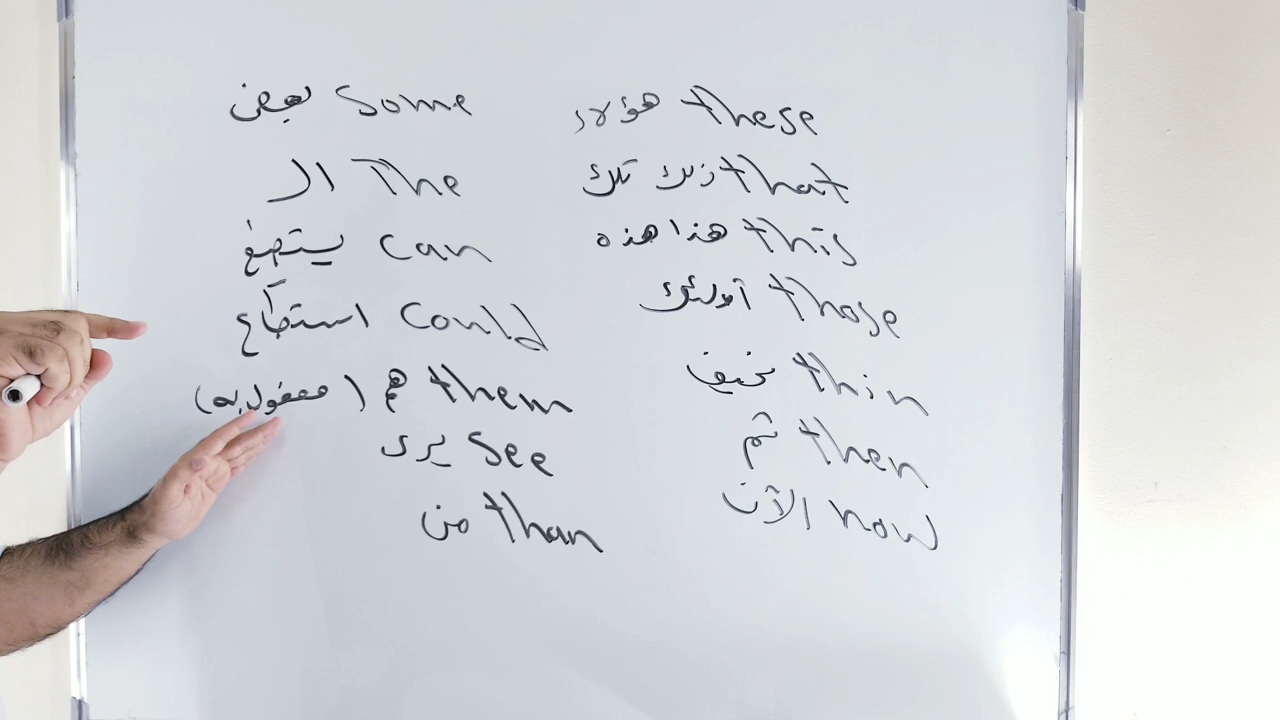 some بعض
The الـ
can يستطيع
could استطاع
them هم (مفعول به)
see يرى
than من
these هؤلاء
that ذلك تلك
this هذا هذه
those أولئك
thin نحيف
then ثم
now الآن